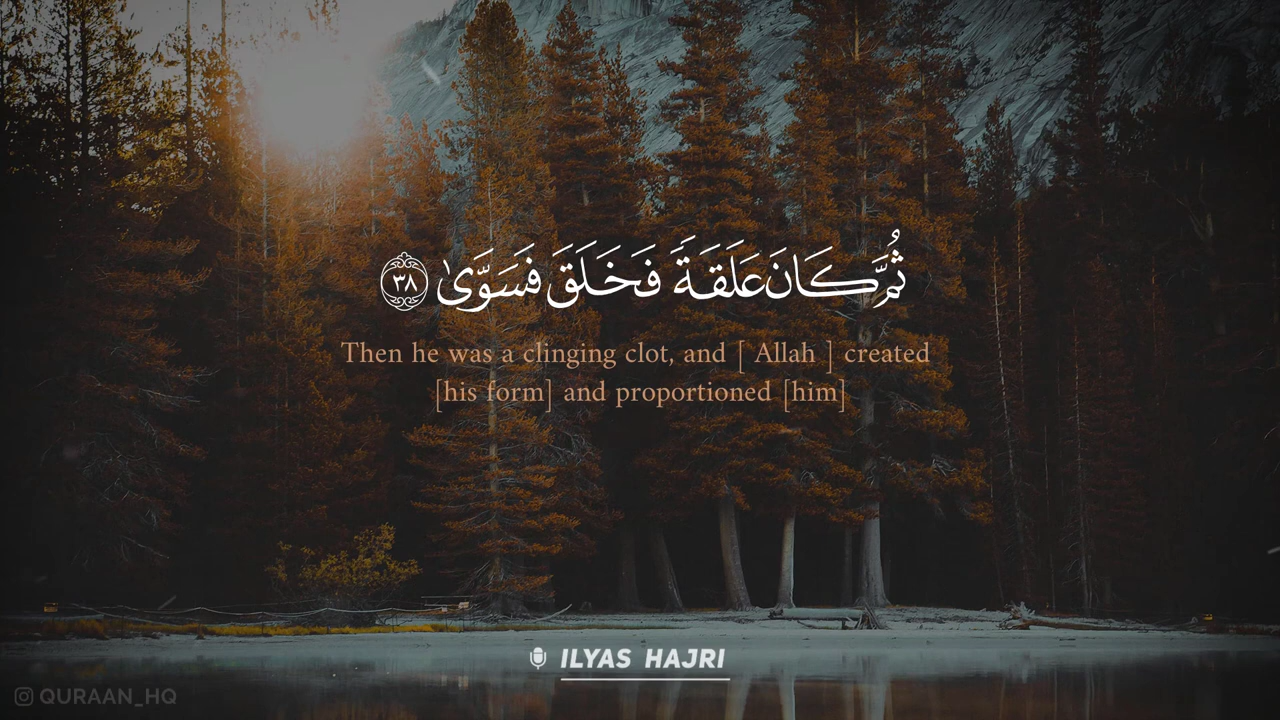 ثُمَّ كَانَ عَلَقَةً فَخَلَقَ فَسَوَّىٰ ٣٨
Then he was a clinging clot, and [ Allah ] created
[his form] and proportioned [him]
ILYAS HAJRI
QURAAN_HQ